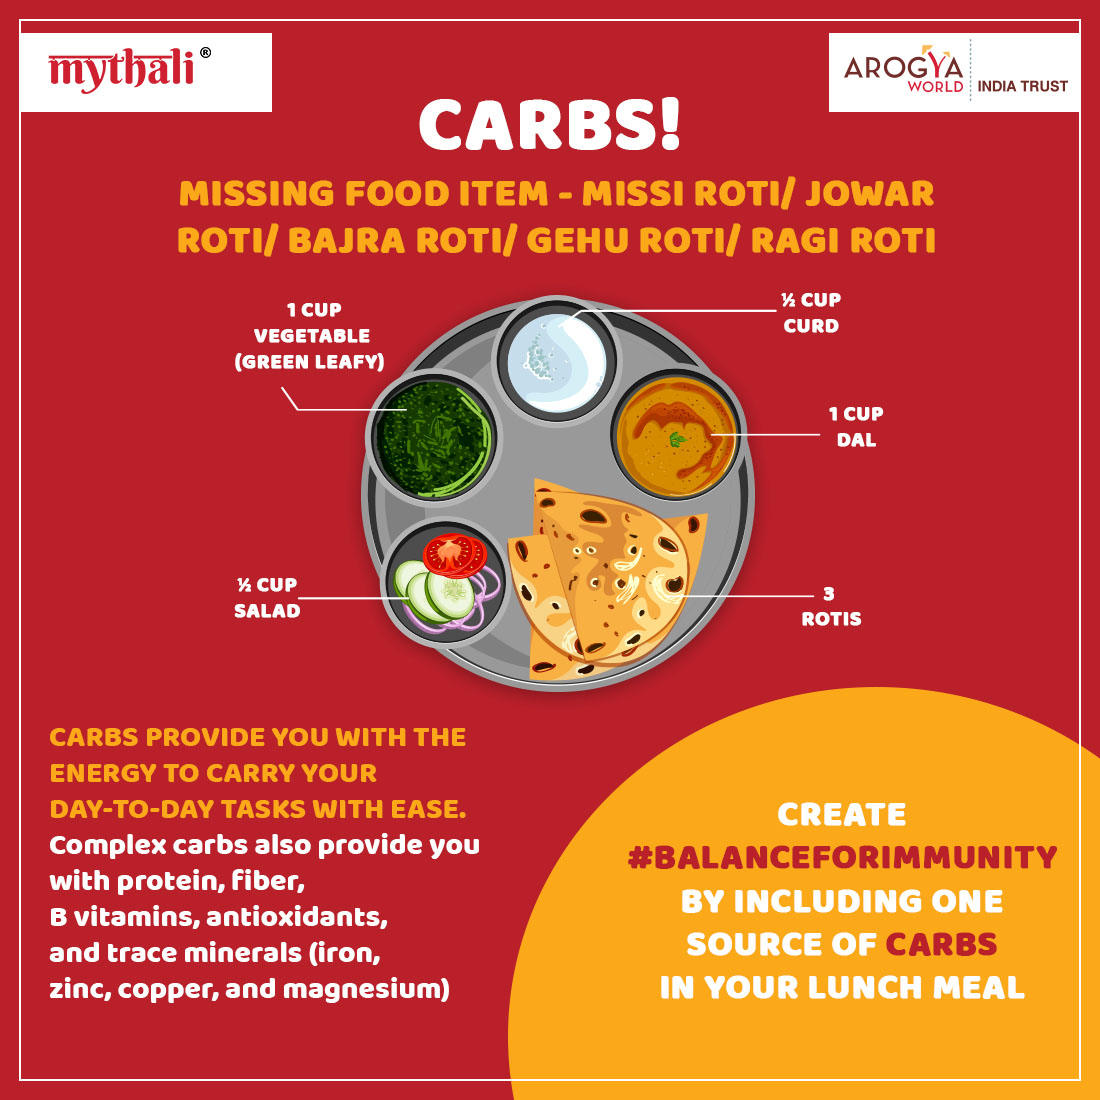 mythali®
AROGYA
WORLD
INDIA TRUST
CARBS!
MISSING FOOD ITEM - MISSI ROTI/ JOWAR
ROTI/ BAJRA ROTI/ GEHU ROTI/ RAGI ROTI
1 CUP
VEGETABLE
(GREEN LEAFY)
½ CUP
CURD
1 CUP
DAL
½ CUP
SALAD
3
ROTIS
CARBS PROVIDE YOU WITH THE
ENERGY TO CARRY YOUR
DAY-TO-DAY TASKS WITH EASE.
Complex carbs also provide you
with protein, fiber,
B vitamins, antioxidants,
and trace minerals (iron,
zinc, copper, and magnesium)
CREATE
#BALANCEFORIMMUNITY
BY INCLUDING ONE
SOURCE OF CARBS
IN YOUR LUNCH MEAL